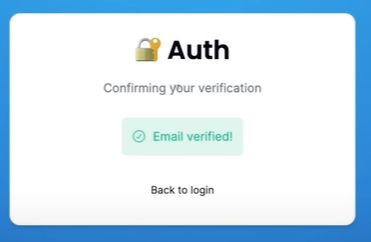 🔐 Auth
Confirming your verification
Email verified!
Back to login